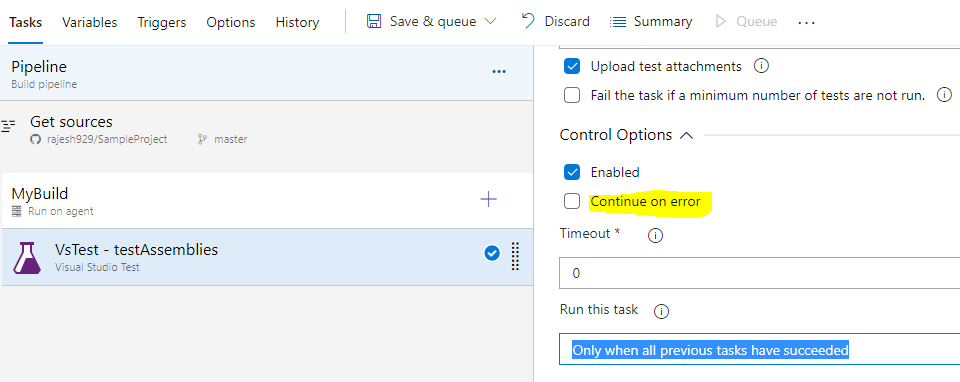 Tasks Variables Triggers Options History Save & queue Discard Summary Queue ...
Pipeline ...
Build pipeline
Get sources
rajesh929/SampleProject master
MyBuild
Run on agent
VsTest - testAssemblies
Visual Studio Test
Upload test attachments
Fail the task if a minimum number of tests are not run.
Control Options
Enabled
Continue on error
Timeout *
0
Run this task
Only when all previous tasks have succeeded